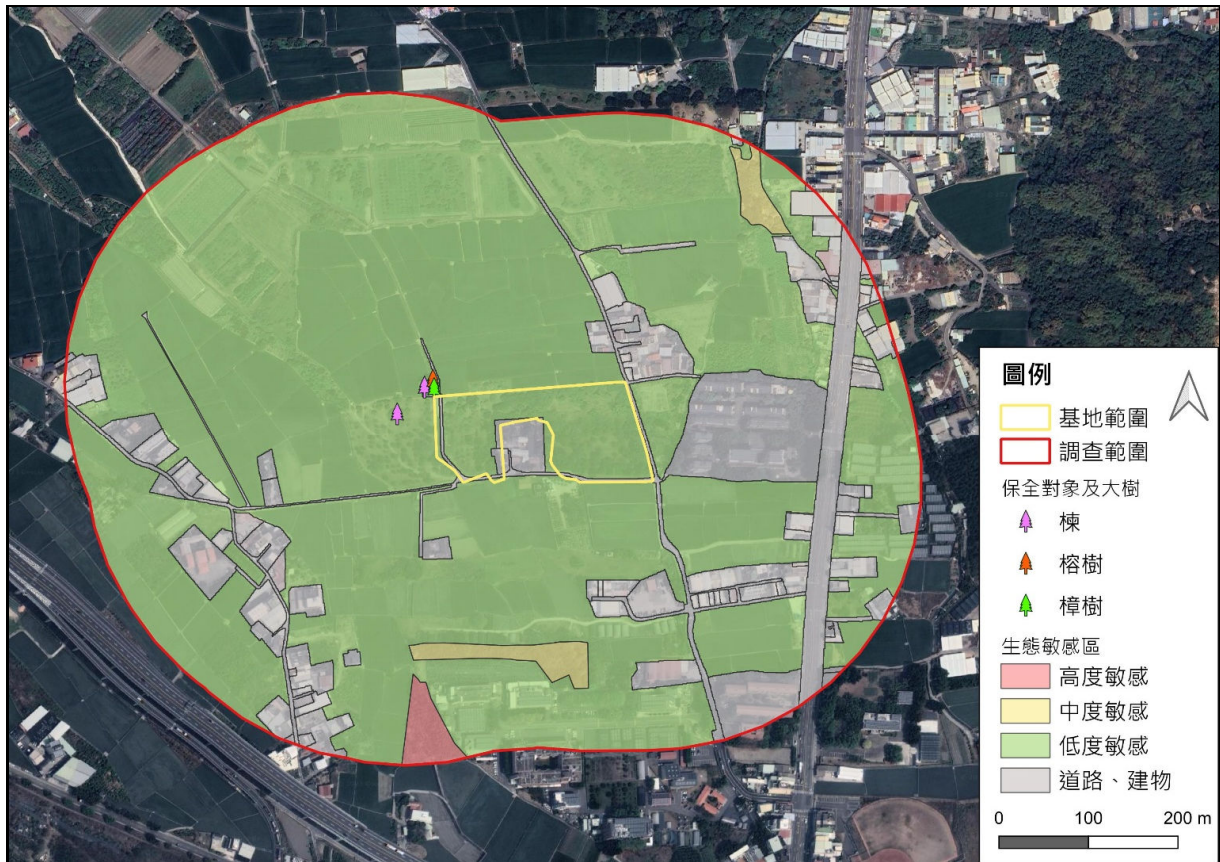 圖例
基地範圍
調查範圍
保全對象及大樹
楝
榕樹
樟樹
生態敏感區
高度敏感
中度敏感
低度敏感
道路、建物
0 100 200 m